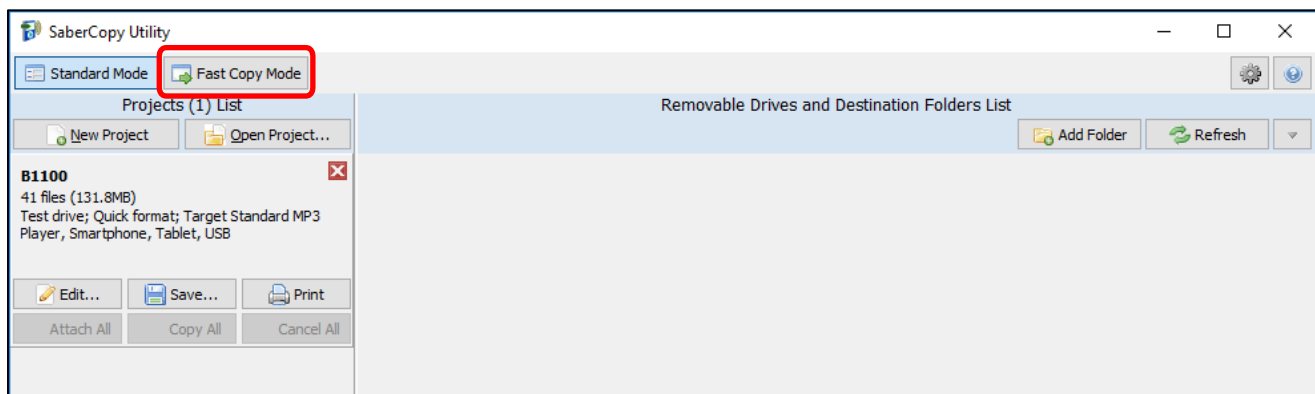 SaberCopy Utility
Standard Mode Fast Copy Mode
Projects (1) List
New Project Open Project...
B1100
41 files (131.8MB)
Test drive; Quick format; Target Standard MP3
Player, Smartphone, Tablet, USB
Edit... Save... Print
Attach All Copy All Cancel All
Removable Drives and Destination Folders List
Add Folder Refresh